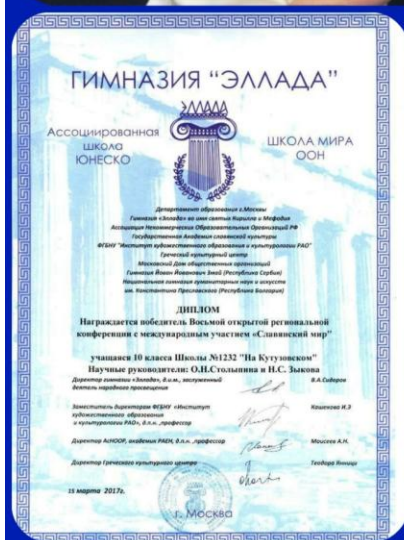 ГИМНАЗИЯ "ЭЛЛАДА"
ЭЛЛАДА
Ассоциированная
школа
ЮНЕСКО
ШКОЛА МИРА
ООН
Департамент образования г.Москвы
Гимназия «Эллада» во имя святых Кирилла и Мефодия
Ассоциация Некоммерческих Образовательных Организаций РФ
Государственная Академия славянской культуры
ФГБНУ "Институт художественного образования и культурологии РАО"
Греческий культурный центр
Московский Дом общественных организаций
Гимназия Йован Йованович Змай (Республика Сербия)
Национальная гимназия гуманитарных наук и искусств
им. Константина Преславского (Республика Болгария)
ДИПЛОМ
Награждается победитель Восьмой открытой региональной
конференции с международным участием «Славянский мир»
учащаяся 10 класса Школы №1232 "На Кутузовском"
Научные руководители: О.Н.Столыпина и Н.С. Зыкова
Директор гимназии «Эллада», д.и.м., заслуженный
деятель народного просвещения
В.А.Сидоров
Заместитель директора ФГБНУ «Институт
художественного образования
и культурологии РАО», д.п.н. ,профессор
Кашекова И.Э
Директор АсНООР, академик РАЕН, д.п.н. ,профессор
Моисеев А.Н.
Директор Греческого культурного центра
Теодора Янници
15 марта 2017г.
г. Москва